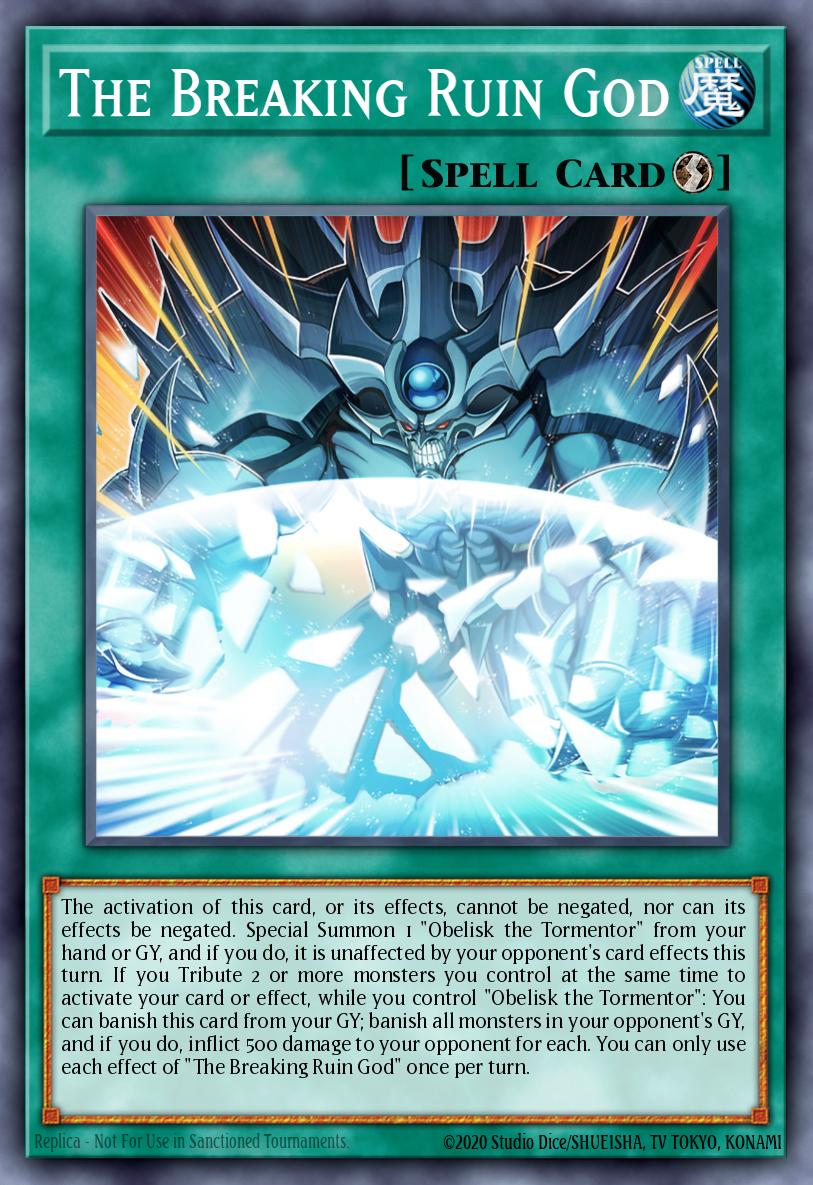 The Breaking Ruin God
SPELL
魔
[Spell Card]
The activation of this card, or its effects, cannot be negated, nor can its
effects be negated. Special Summon 1 "Obelisk the Tormentor" from your
hand or GY, and if you do, it is unaffected by your opponent's card effects this
turn. If you Tribute 2 or more monsters you control at the same time to
activate your card or effect, while you control "Obelisk the Tormentor": You
can banish this card from your GY; banish all monsters in your opponent's GY,
and if you do, inflict 500 damage to your opponent for each. You can only use
each effect of "The Breaking Ruin God" once per turn.
Replica - Not For Use in Sanctioned Tournaments.
©2020 Studio Dice/SHUEISHA, TV TOKYO, KONAMI